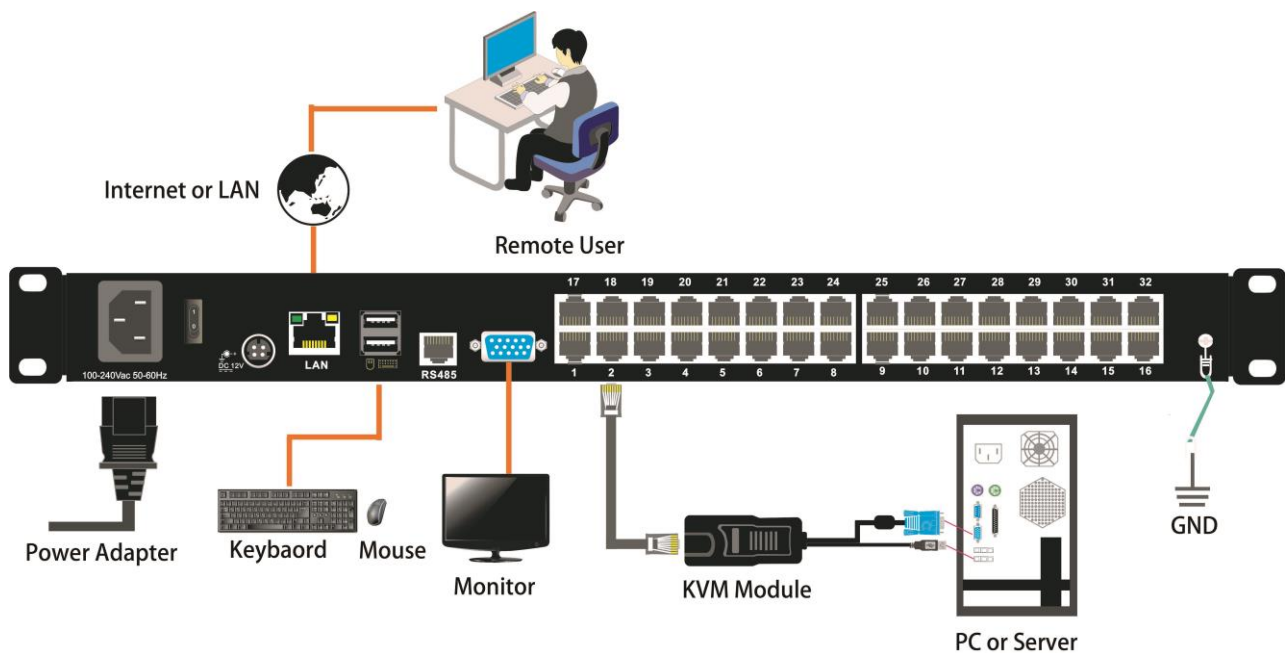 Internet or LAN
Remote User
17 18 19 20 21 22 23 24 25 26 27 28 29 30 31 32
DC 12V
LAN
RS485
100-240Vac 50-60Hz
1 2 3 4 5 6 7 8 9 10 11 12 13 14 15 16
Power Adapter
Keybaord
Mouse
Monitor
KVM Module
PC or Server
GND